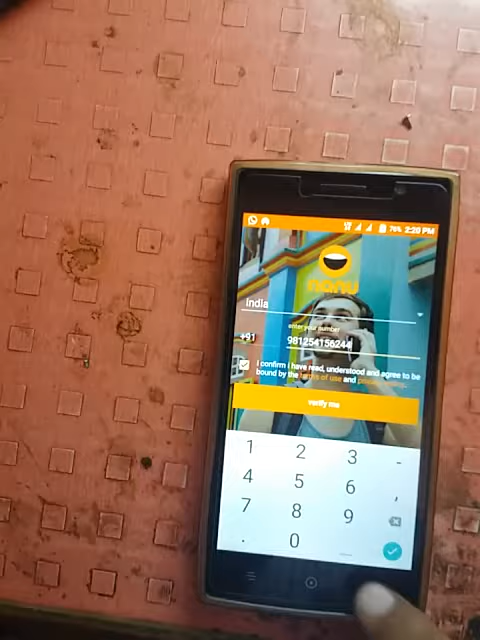 76% 2:20 PM
nanu
India
enter your number
+91 981254156244
I confirm I have read, understood and agree to be
bound by the terms of use and privacy policy.
verify me
1 2 3 -
4 5 6 ,
7 8 9
. 0